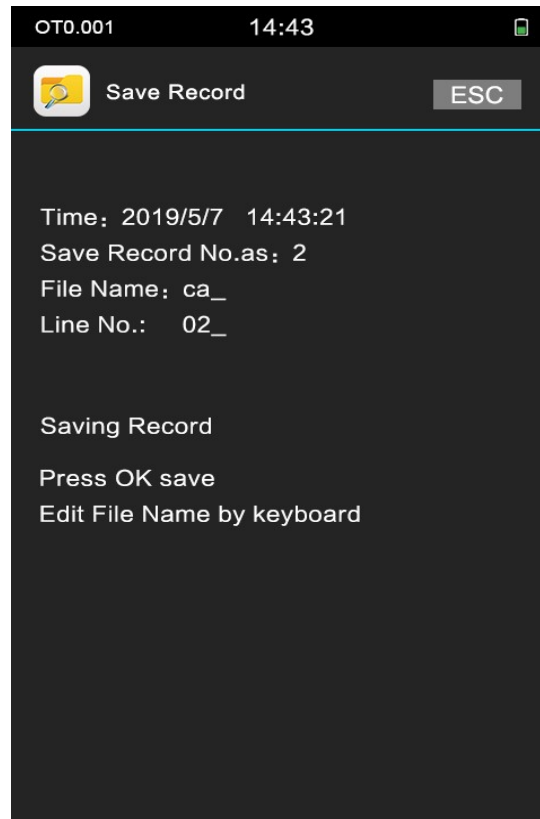 OT0.001 14:43
Save Record ESC
Time：2019/5/7 14:43:21
Save Record No.as：2
File Name：ca_
Line No.: 02_
Saving Record
Press OK save
Edit File Name by keyboard